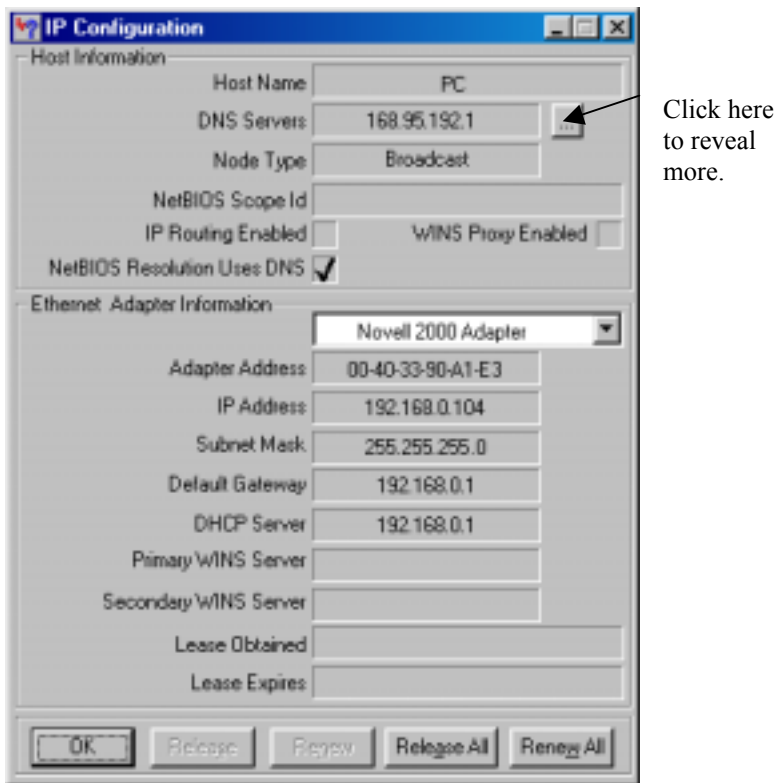 IP Configuration
Host Information
Host Name PC
DNS Servers 168.95.192.1 ...
Click here
to reveal
more.
Node Type Broadcast
NetBIOS Scope Id
IP Routing Enabled WINS Proxy Enabled
NetBIOS Resolution Uses DNS
Ethernet Adapter Information
Novell 2000 Adapter
Adapter Address 00-40-33-90-A1-E3
IP Address 192.168.0.104
Subnet Mask 255.255.255.0
Default Gateway 192.168.0.1
DHCP Server 192.168.0.1
Primary WINS Server
Secondary WINS Server
Lease Obtained
Lease Expires
OK Release Renew Release All Renew All